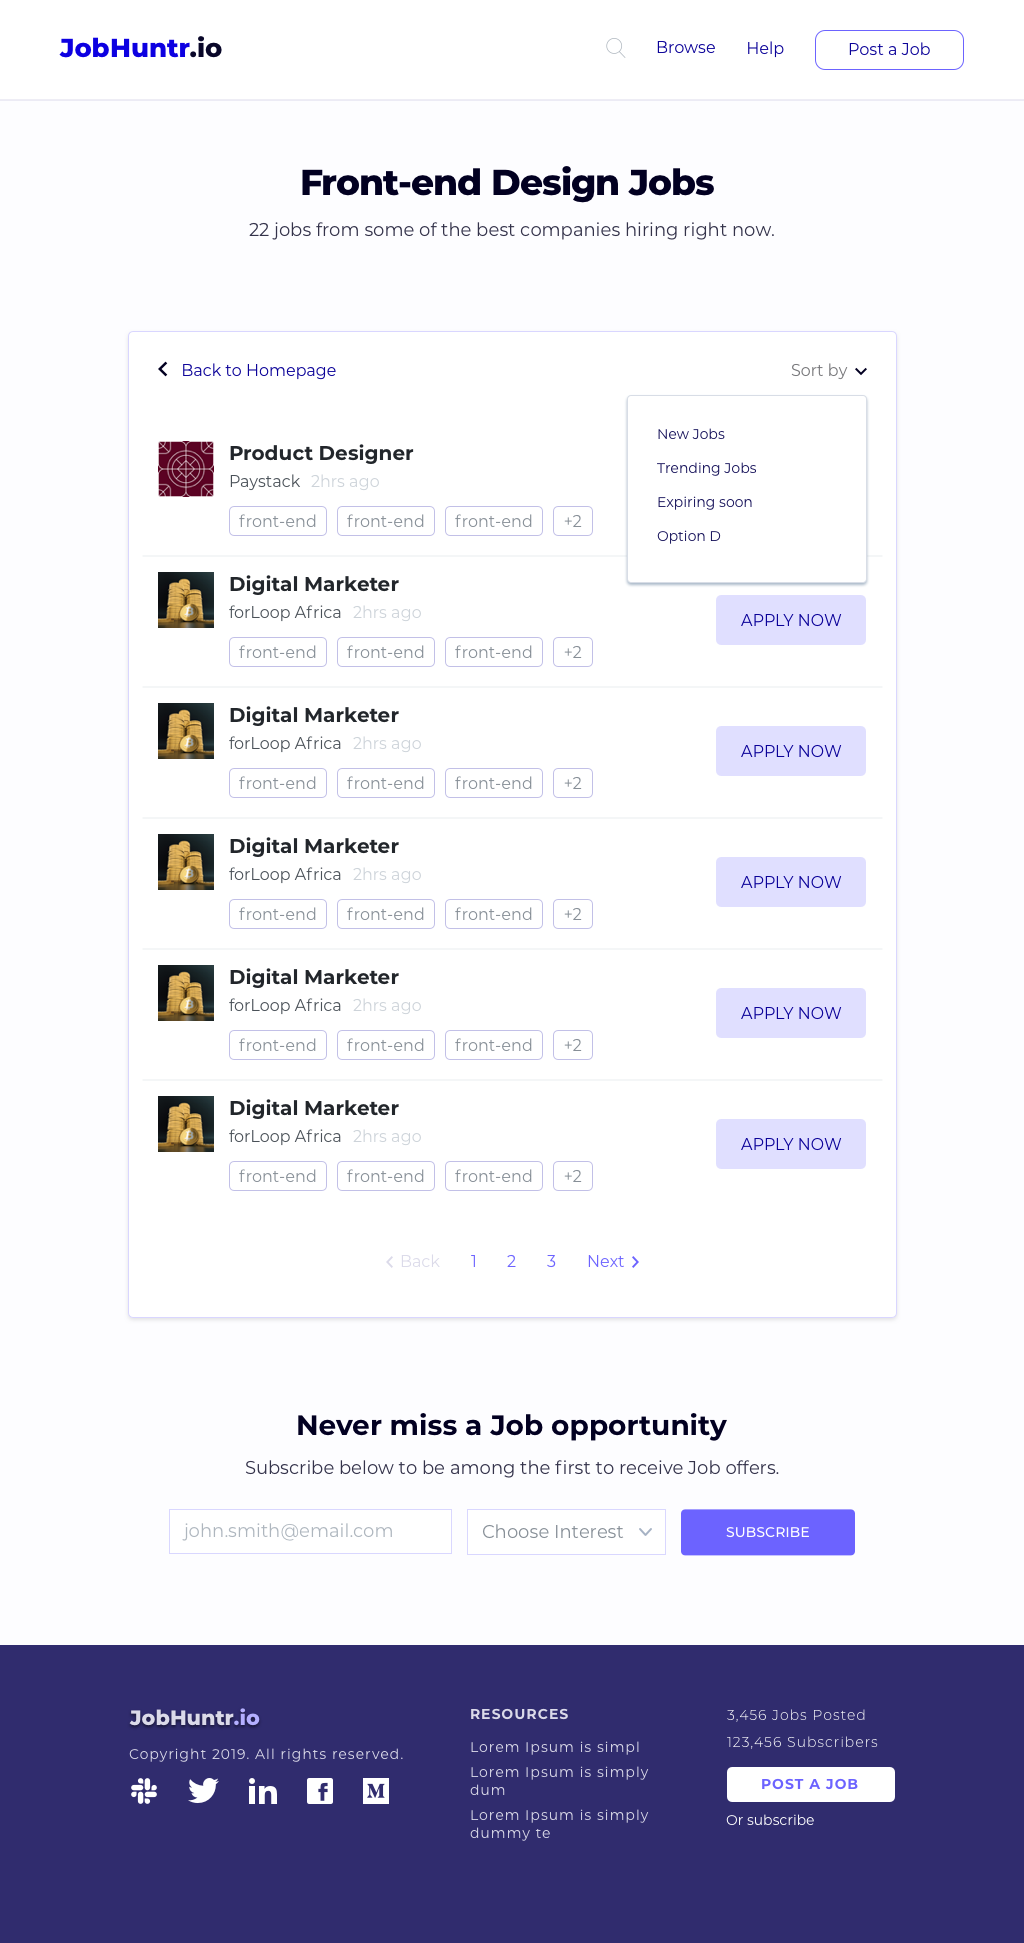 JobHuntr.io
Browse
Help
Post a Job
Front-end Design Jobs
22 jobs from some of the best companies hiring right now.
Back to Homepage
Sort by
New Jobs
Trending Jobs
Expiring soon
Option D
Product Designer
Paystack 2hrs ago
front-end front-end front-end +2
Digital Marketer
forLoop Africa 2hrs ago
front-end front-end front-end +2
APPLY NOW
Digital Marketer
forLoop Africa 2hrs ago
front-end front-end front-end +2
APPLY NOW
Digital Marketer
forLoop Africa 2hrs ago
front-end front-end front-end +2
APPLY NOW
Digital Marketer
forLoop Africa 2hrs ago
front-end front-end front-end +2
APPLY NOW
Digital Marketer
forLoop Africa 2hrs ago
front-end front-end front-end +2
APPLY NOW
Back 1 2 3 Next
Never miss a Job opportunity
Subscribe below to be among the first to receive Job offers.
john.smith@email.com
Choose Interest
SUBSCRIBE
JobHuntr.io
Copyright 2019. All rights reserved.
RESOURCES
Lorem Ipsum is simpl
Lorem Ipsum is simply
dum
Lorem Ipsum is simply
dummy te
3,456 Jobs Posted
123,456 Subscribers
POST A JOB
Or subscribe